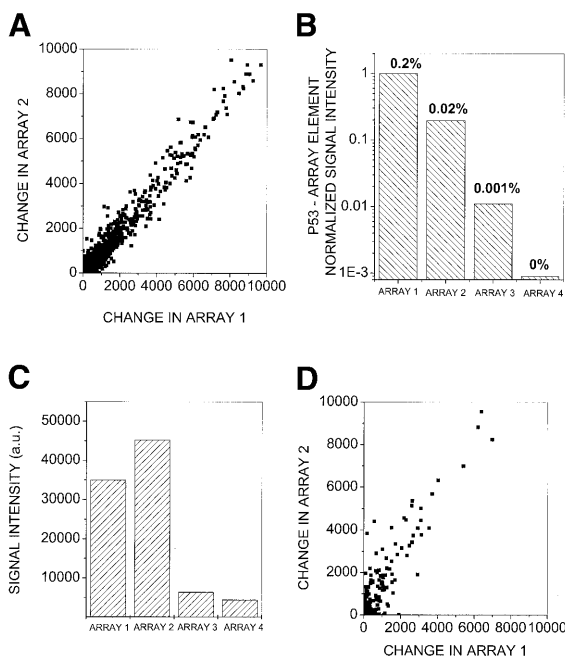 A
10000
8000
6000
4000
2000
0
CHANGE IN ARRAY 2
0 2000 4000 6000 8000 10000
CHANGE IN ARRAY 1
B
P53 - ARRAY ELEMENT
NORMALIZED SIGNAL INTENSITY
1
0.1
0.01
1E-3
0.2%
0.02%
0.001%
0%
ARRAY 1 ARRAY 2 ARRAY 3 ARRAY 4
C
SIGNAL INTENSITY (a.u.)
50000
40000
30000
20000
10000
ARRAY 1 ARRAY 2 ARRAY 3 ARRAY 4
D
10000
8000
6000
4000
2000
0
CHANGE IN ARRAY 2
0 2000 4000 6000 8000 10000
CHANGE IN ARRAY 1